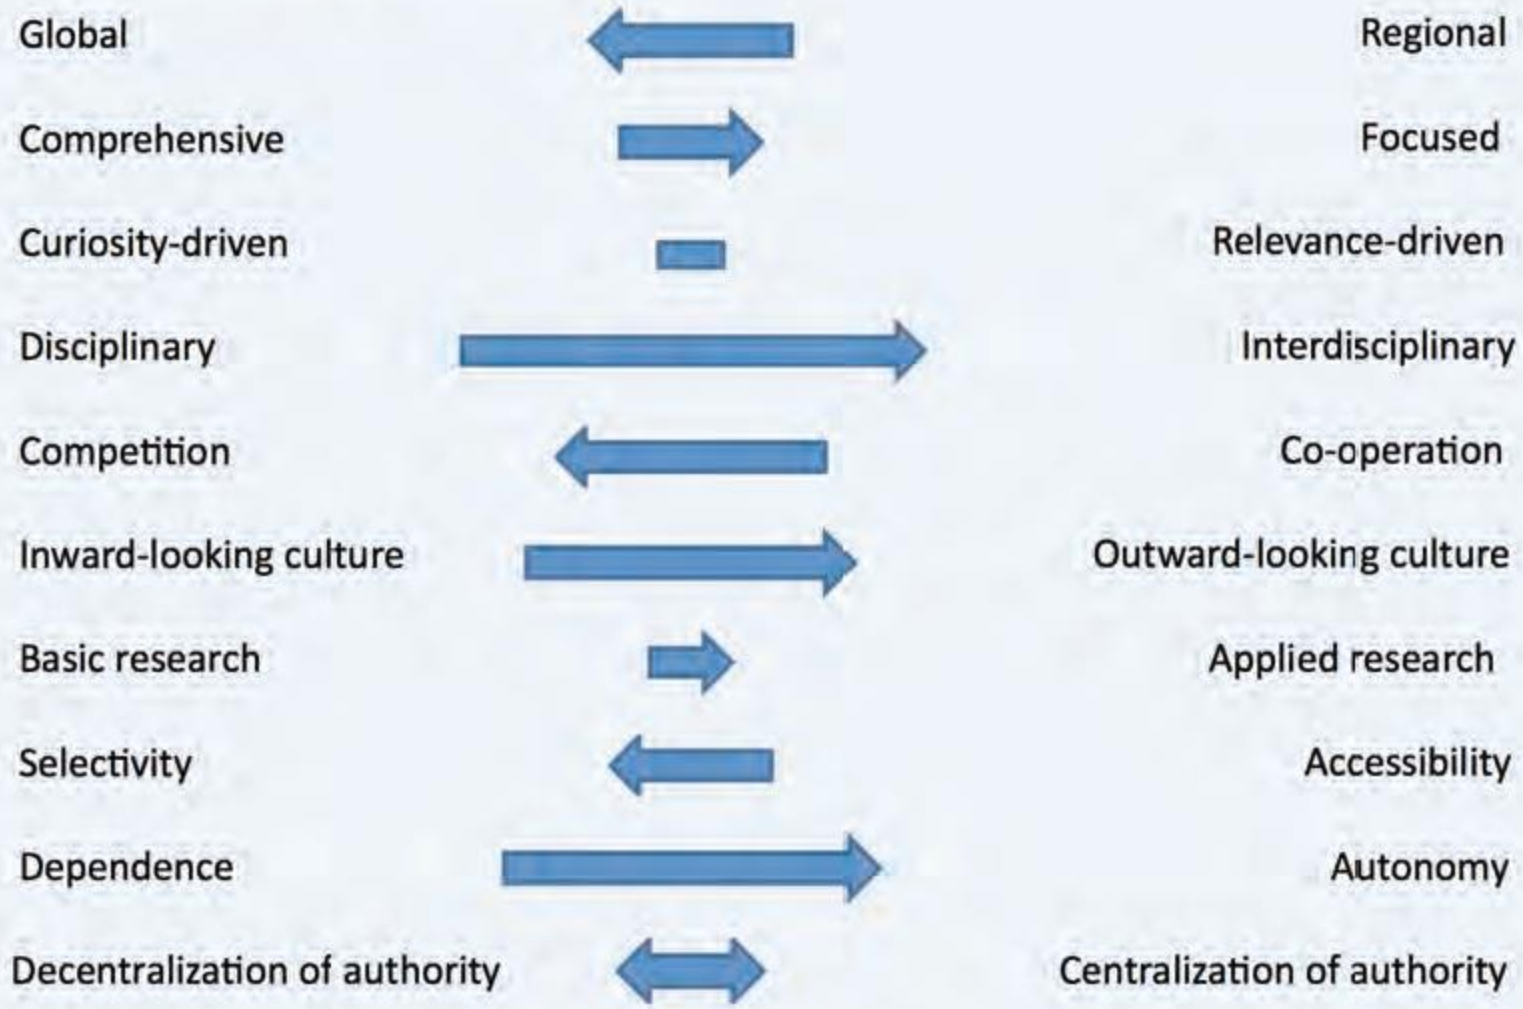 Global Regional
Comprehensive Focused
Curiosity-driven Relevance-driven
Disciplinary Interdisciplinary
Competition Co-operation
Inward-looking culture Outward-looking culture
Basic research Applied research
Selectivity Accessibility
Dependence Autonomy
Decentralization of authority Centralization of authority